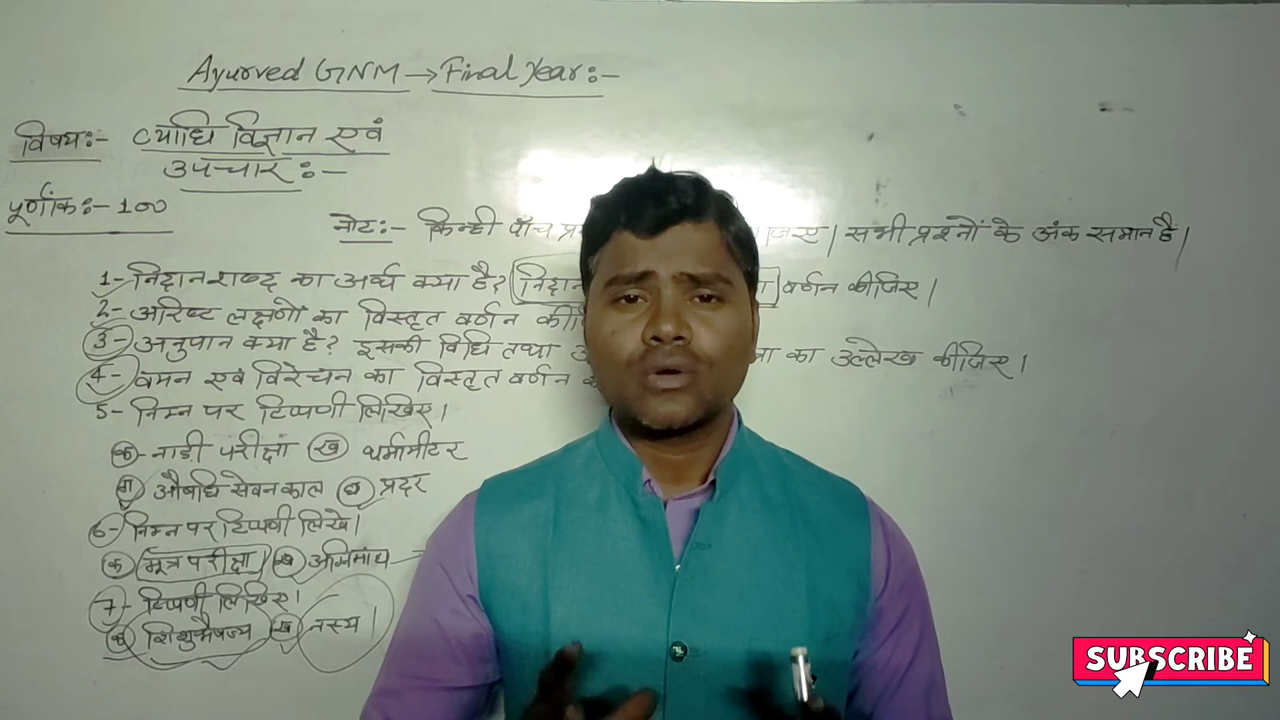 Ayurved GNM → Final Year:-
विषय:- व्याधि विज्ञान एवं
उपचार:-
पूर्णांक:- 100
नोट:- किन्ही पाँच सभी प्रश्नों के अंक समान है।
1- निदान शब्द का अर्थ क्या है? निदान वर्णन कीजिए।
2- अरिष्ट लक्षणों का विस्तृत वर्णन
3- अनुपान क्या है? इसकी विधि तथा का उल्लेख कीजिए।
4- वमन एवं विरेचन का विस्तृत वर्णन
5- निम्न पर टिप्पणी लिखिए।
क- नाडी परीक्षा ख थर्मामीटर
ग औषधि सेवन काल घ प्रदर
6- निम्न पर टिप्पणी लिखे।
क मूत्र परीक्षा ख अग्निमांध
7- टिप्पणी लिखिए।
क शिशुभैषज्य ख नस्य।
SUBSCRIBE